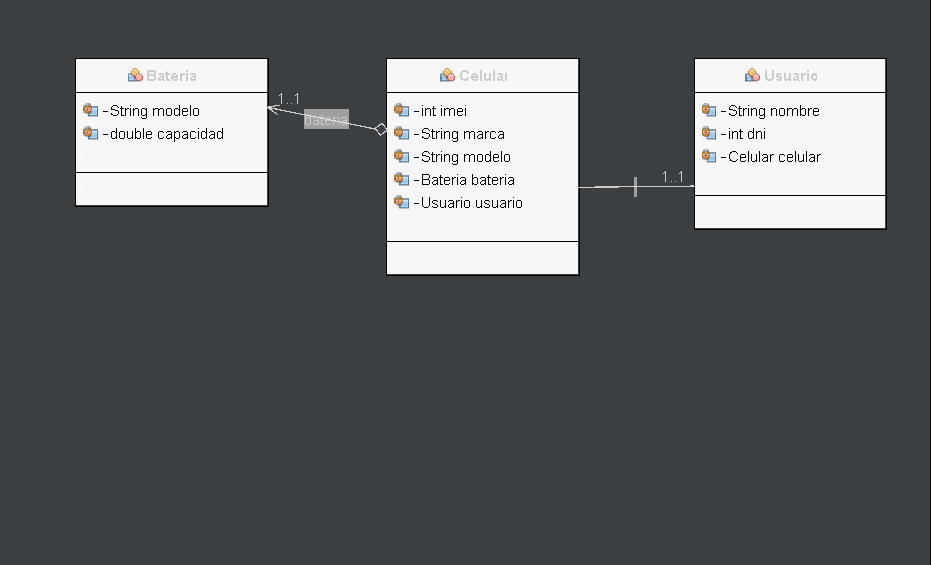 Bateria
-String modelo
-double capacidad
1..1
bateria
Celular
-int imei
-String marca
-String modelo
-Bateria bateria
-Usuario usuario
1..1
Usuario
-String nombre
-int dni
-Celular celular